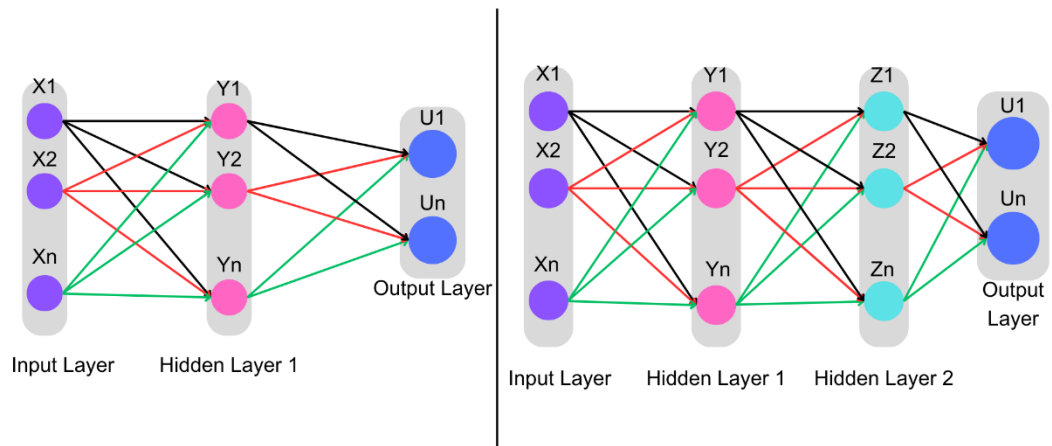 X1
X2
Xn
Input Layer
Y1
Y2
Yn
Hidden Layer 1
U1
Un
Output Layer
X1
X2
Xn
Input Layer
Y1
Y2
Yn
Hidden Layer 1
Z1
Z2
Zn
Hidden Layer 2
U1
Un
Output
Layer